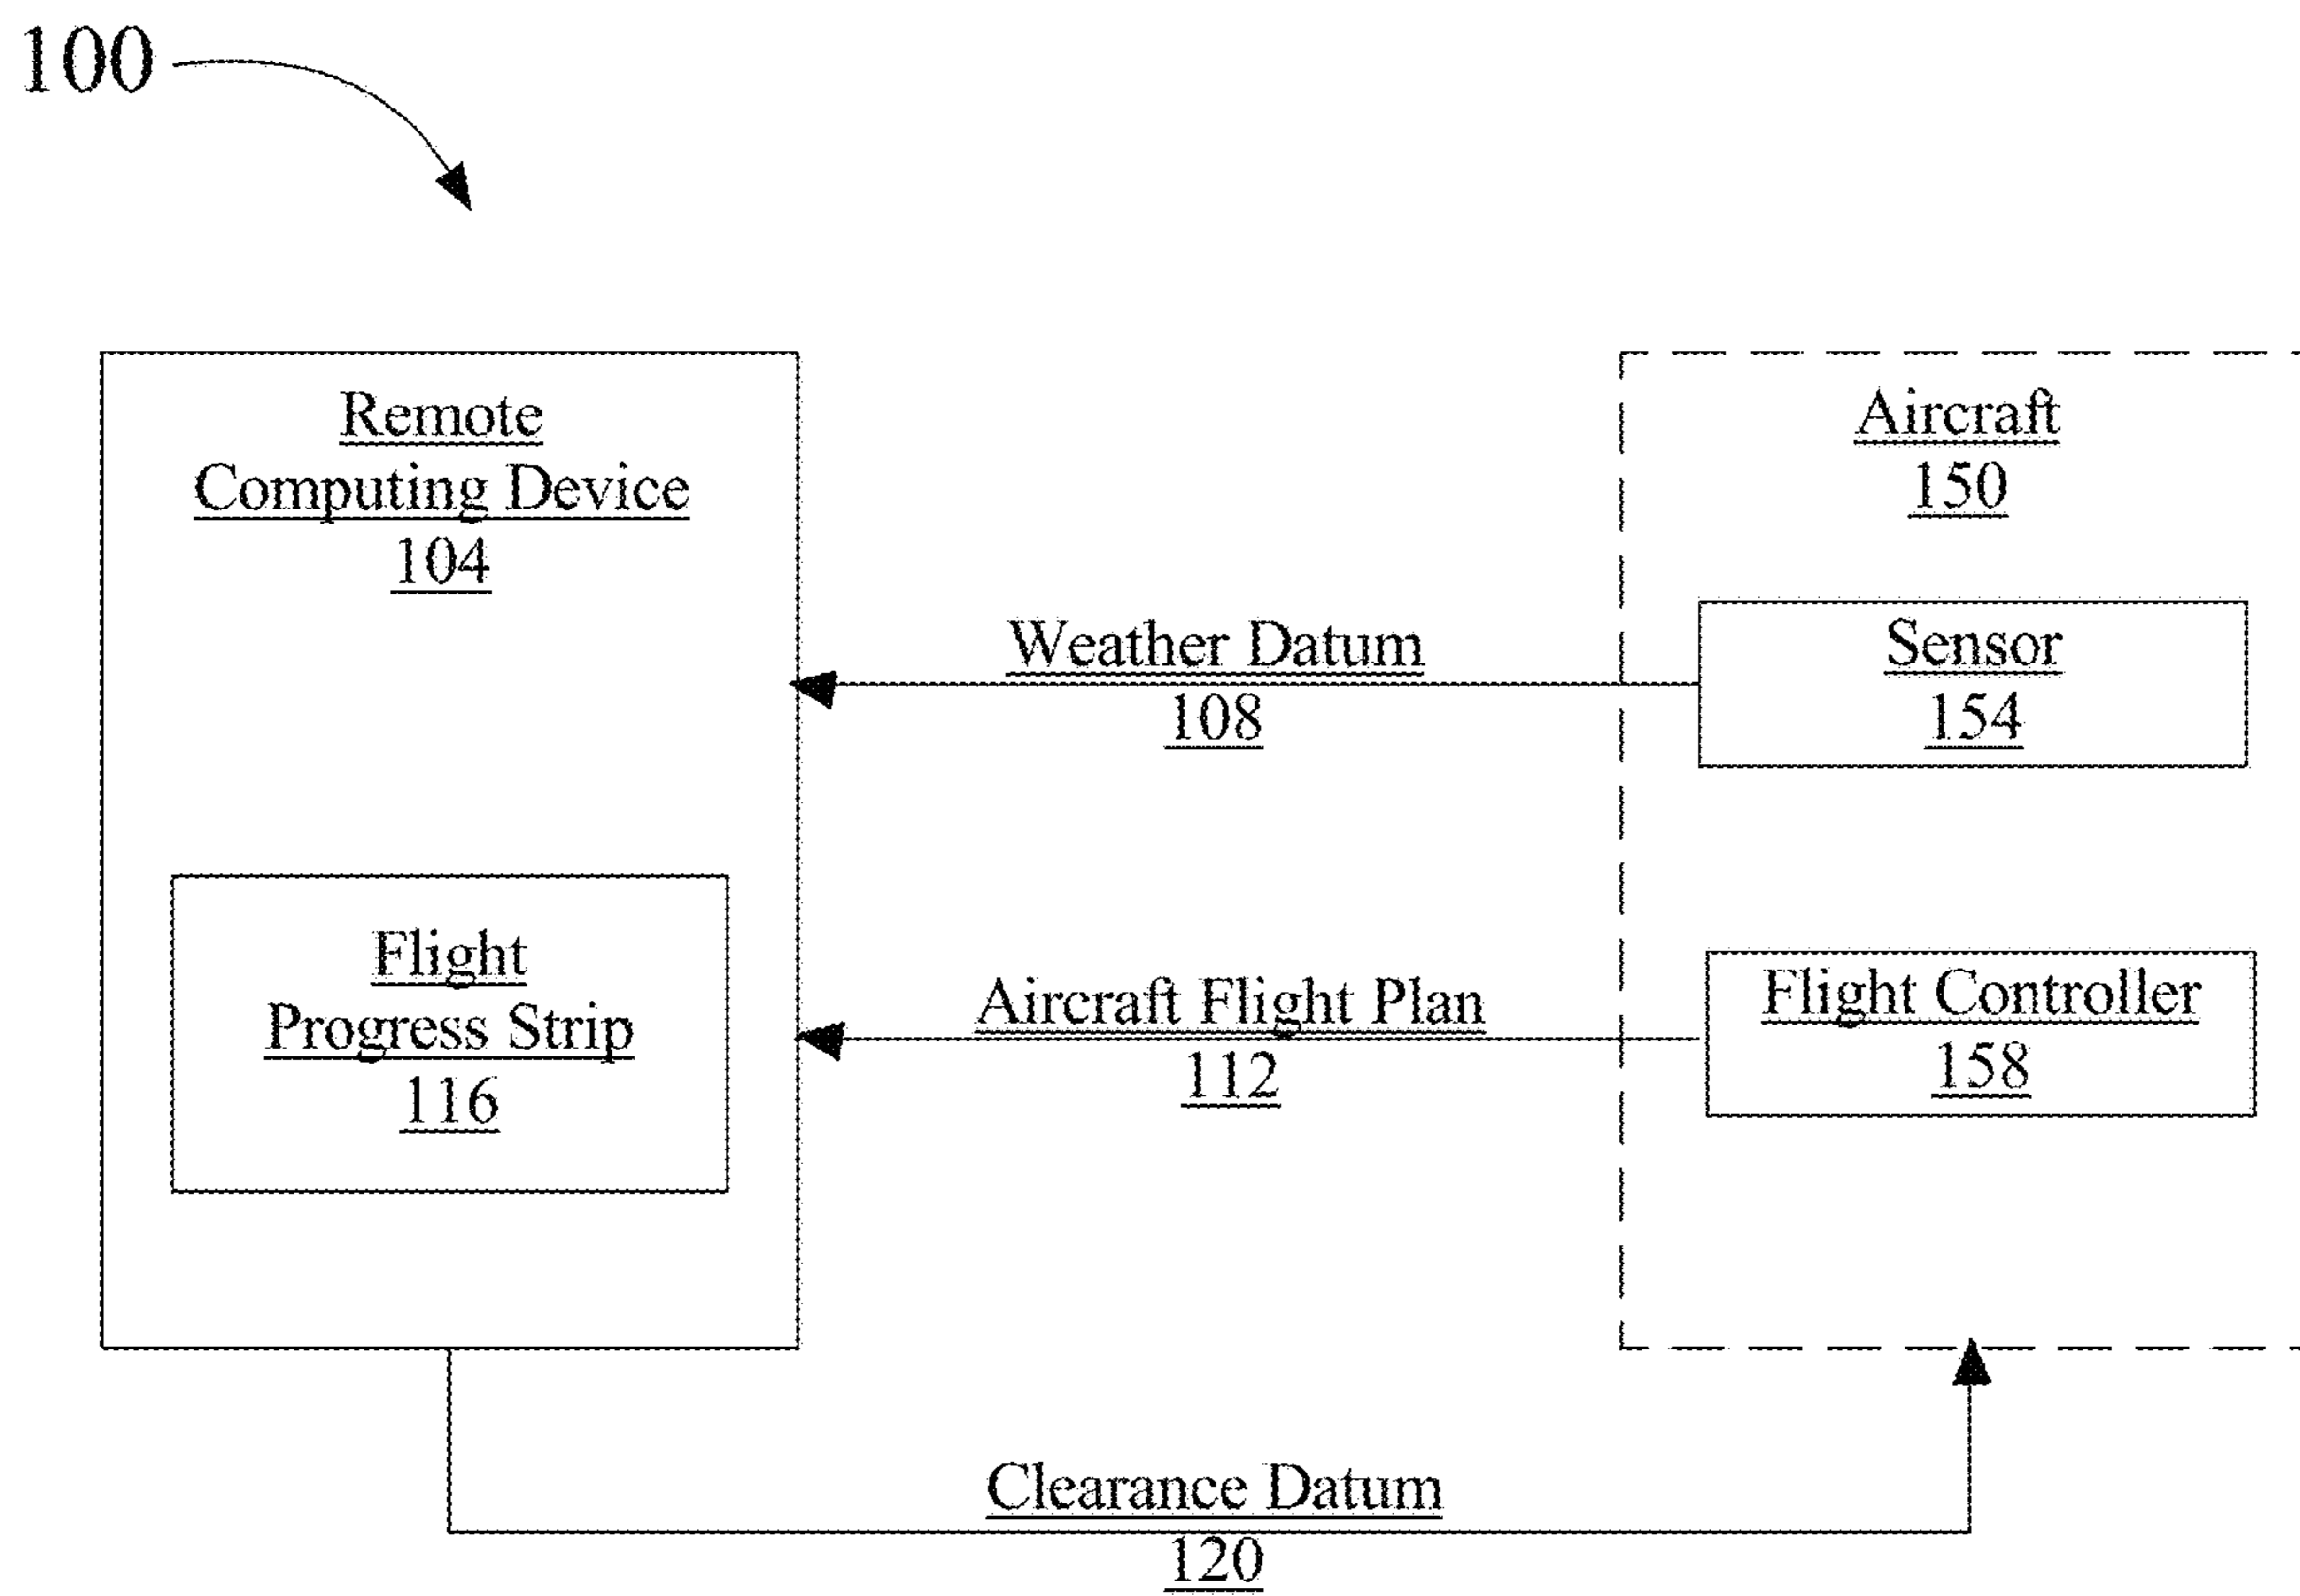 100
Remote
Computing Device
104
Aircraft
150
Weather Datum
108
Sensor
154
Flight
Progress Strip
116
Aircraft Flight Plan
112
Flight Controller
158
Clearance Datum
120